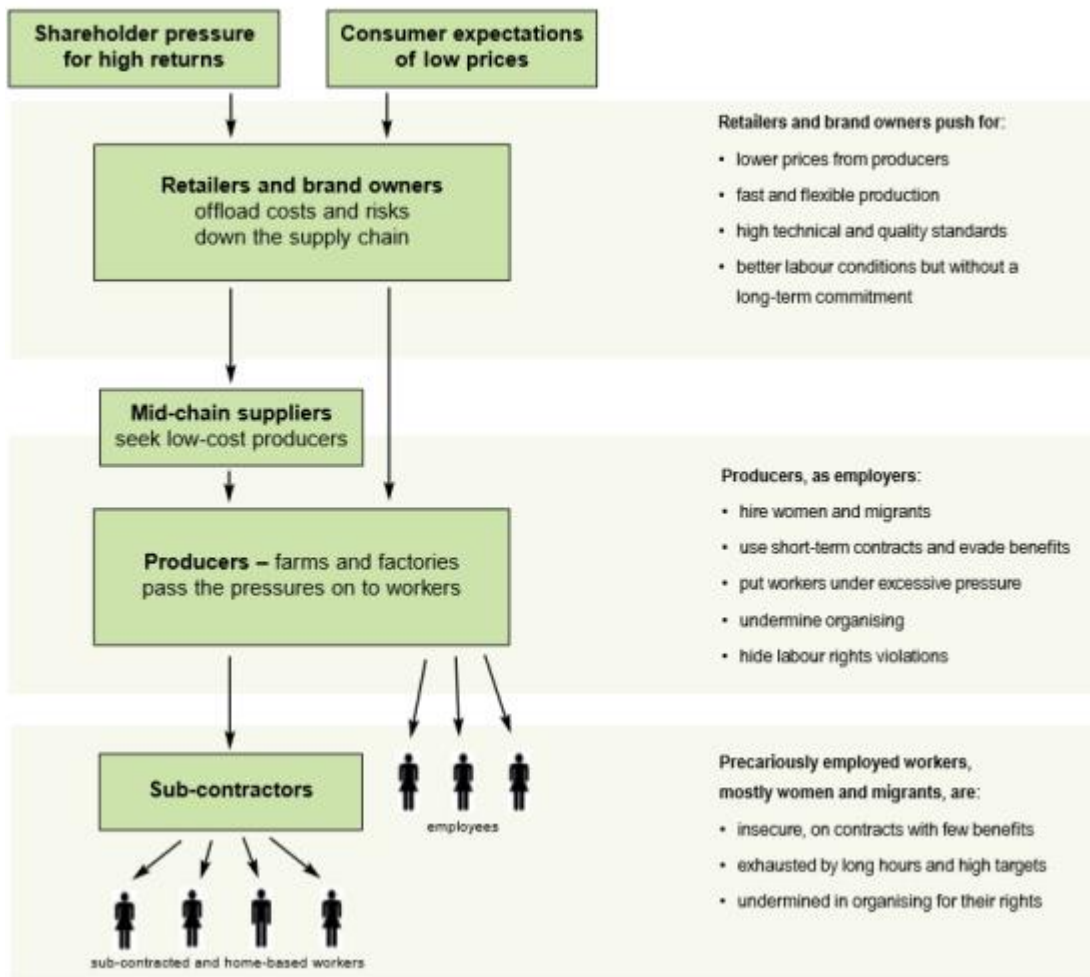 Shareholder pressure
for high returns
Consumer expectations
of low prices
Retailers and brand owners
offload costs and risks
down the supply chain
Retailers and brand owners push for:
• lower prices from producers
• fast and flexible production
• high technical and quality standards
• better labour conditions but without a
long-term commitment
Mid-chain suppliers
seek low-cost producers
Producers – farms and factories
pass the pressures on to workers
Producers, as employers:
• hire women and migrants
• use short-term contracts and evade benefits
• put workers under excessive pressure
• undermine organising
• hide labour rights violations
Sub-contractors
employees
sub-contracted and home-based workers
Precariously employed workers,
mostly women and migrants, are:
• insecure, on contracts with few benefits
• exhausted by long hours and high targets
• undermined in organising for their rights